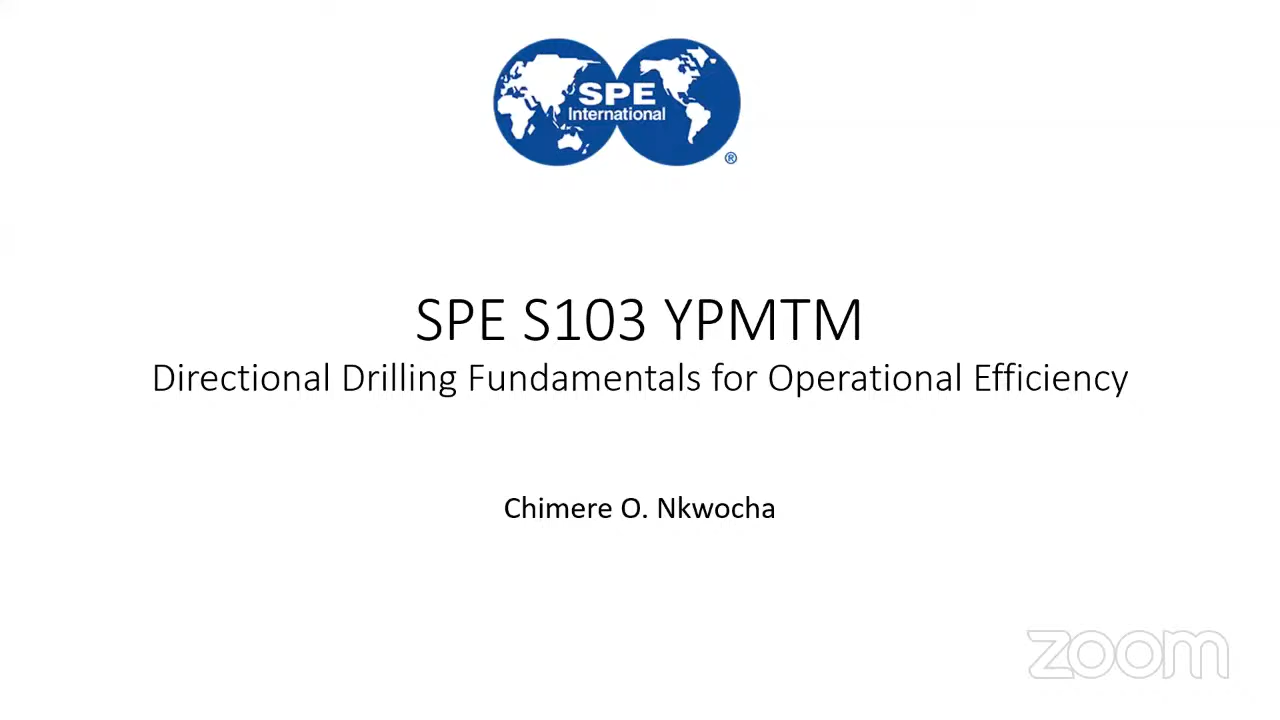 SPE
International
®
SPE S103 YPMTM
Directional Drilling Fundamentals for Operational Efficiency
Chimere O. Nkwocha
zoom